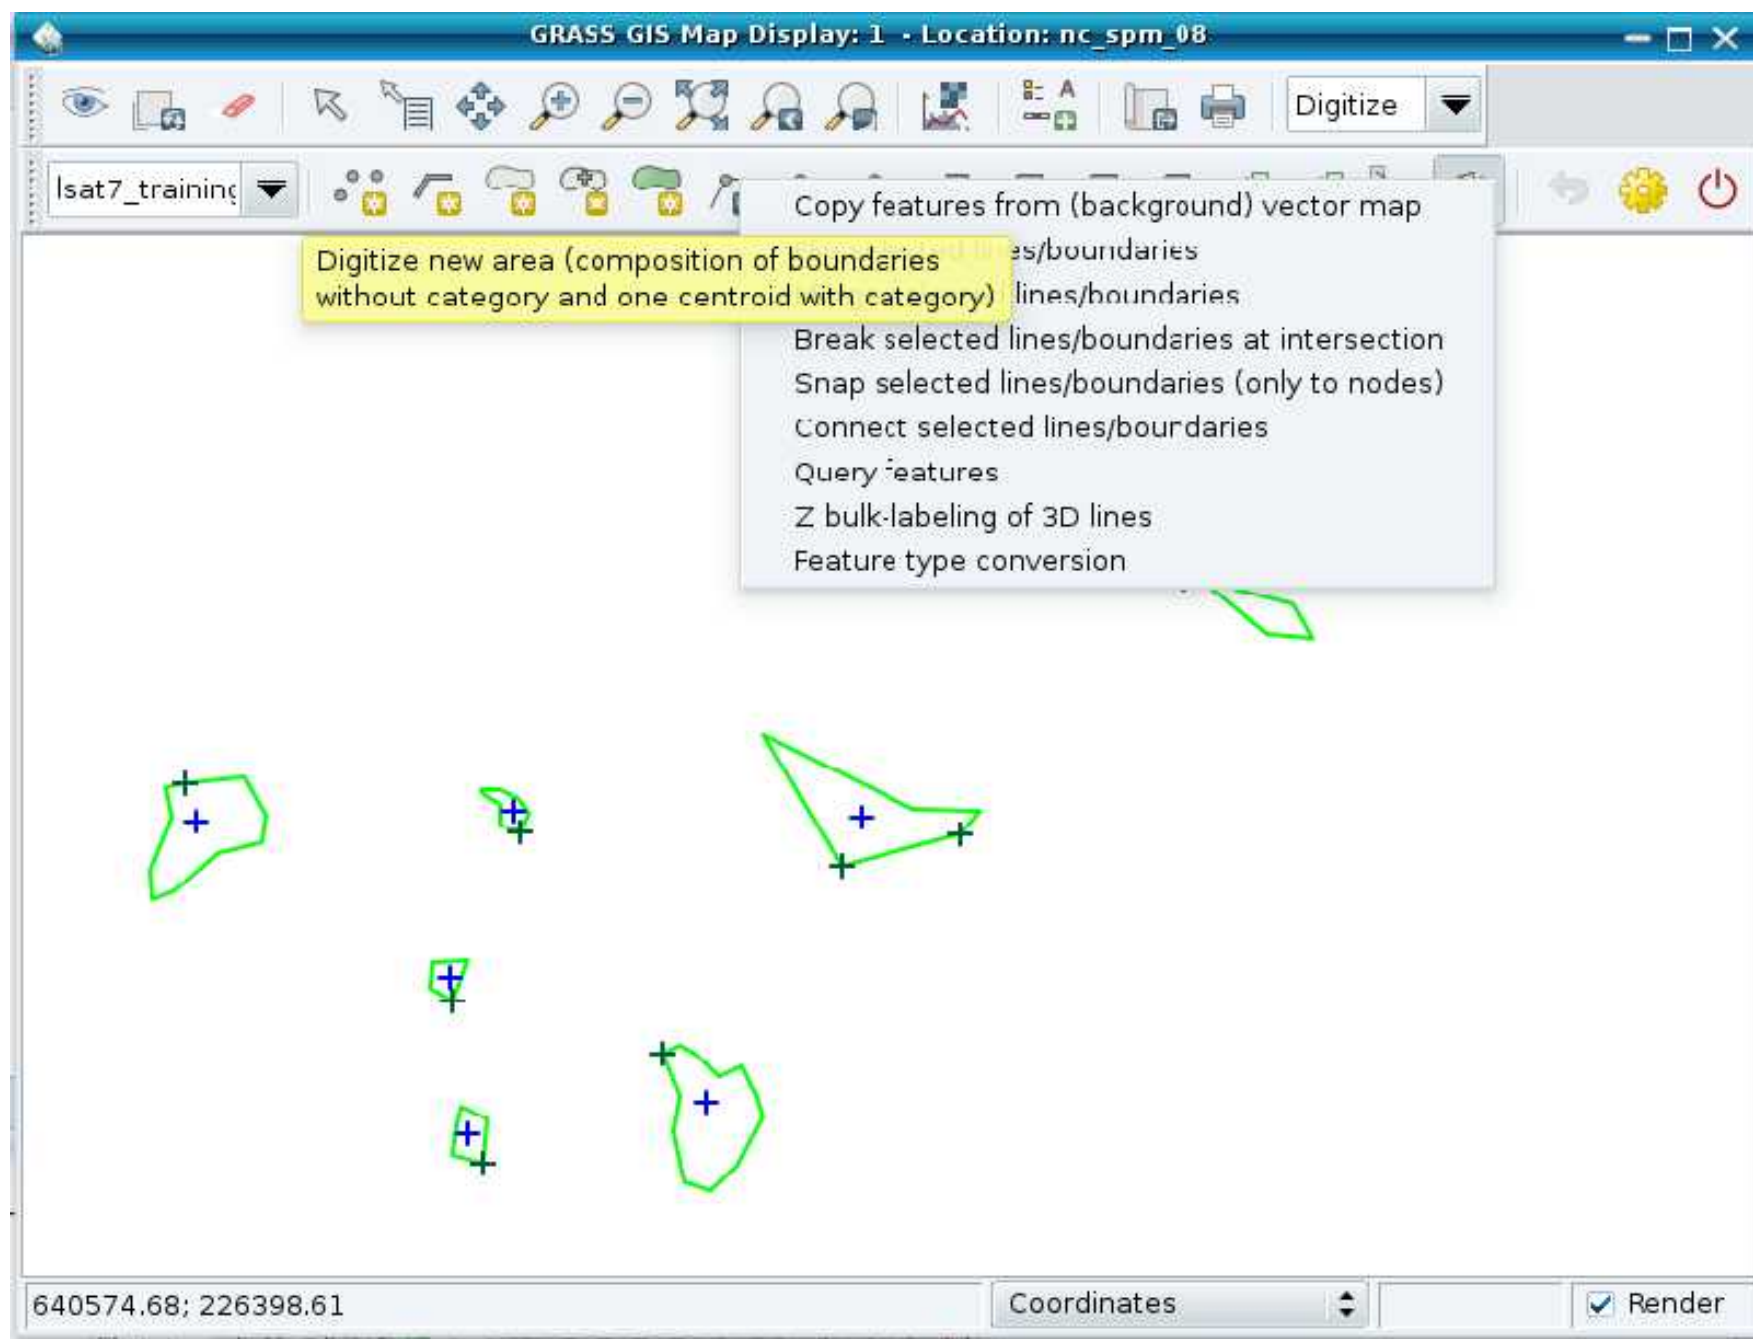 GRASS GIS Map Display: 1 - Location: nc_spm_08
Digitize
lsat7_training
Copy features from (background) vector map
Digitize new area (composition of boundaries
without category and one centroid with category)
es/boundaries
lines/boundaries
Break selected lines/boundaries at intersection
Snap selected lines/boundaries (only to nodes)
Connect selected lines/boundaries
Query features
Z bulk-labeling of 3D lines
Feature type conversion
640574.68; 226398.61
Coordinates
Render